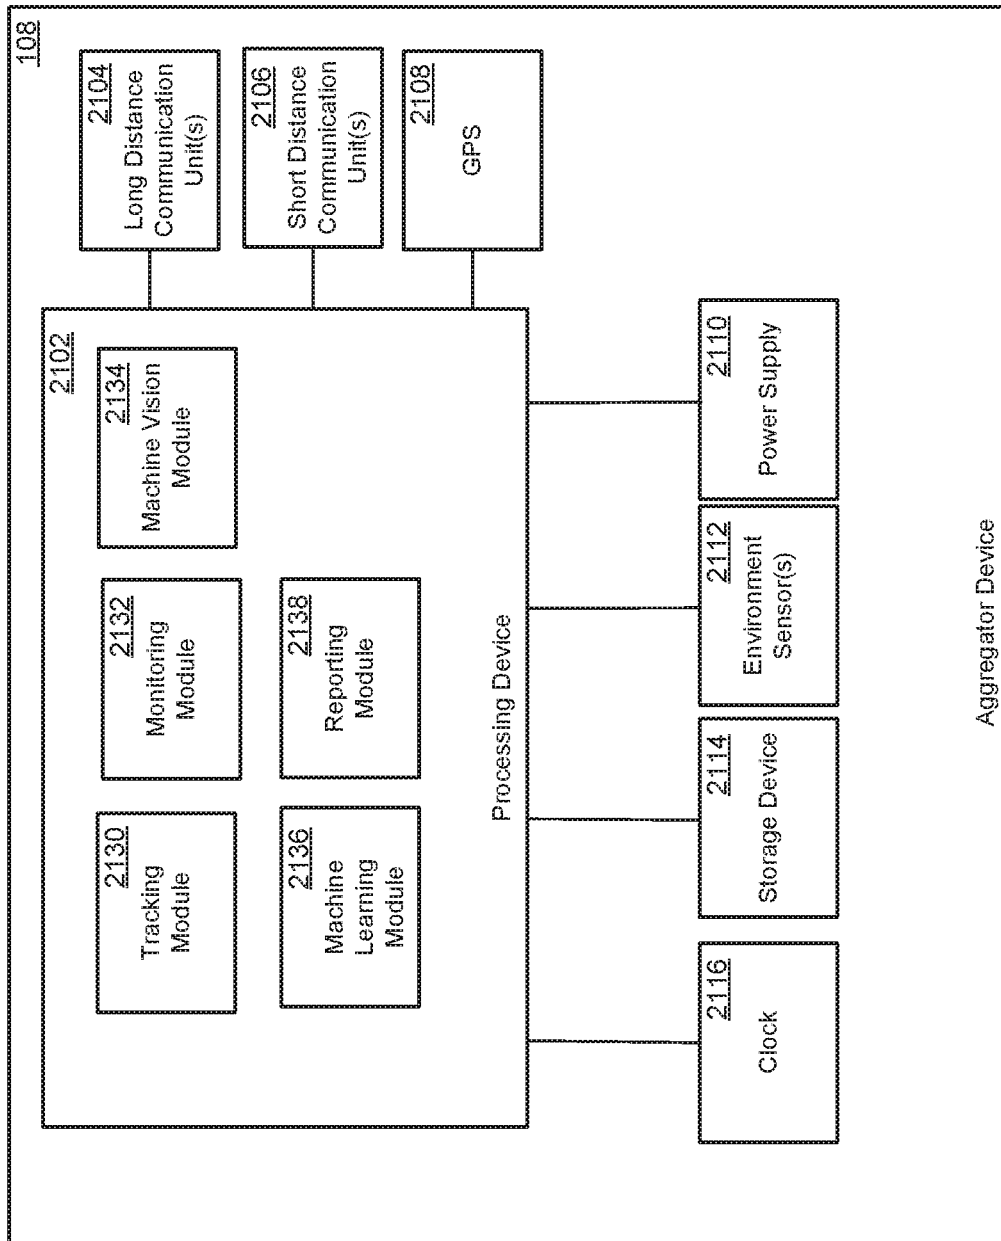 108
2102
2130
Tracking
Module
2132
Monitoring
Module
2134
Machine Vision
Module
2136
Machine
Learning
Module
2138
Reporting
Module
Processing Device
2104
Long Distance
Communication
Unit(s)
2106
Short Distance
Communication
Unit(s)
2108
GPS
2116
Clock
2114
Storage Device
2112
Environment
Sensor(s)
2110
Power Supply
Aggregator Device